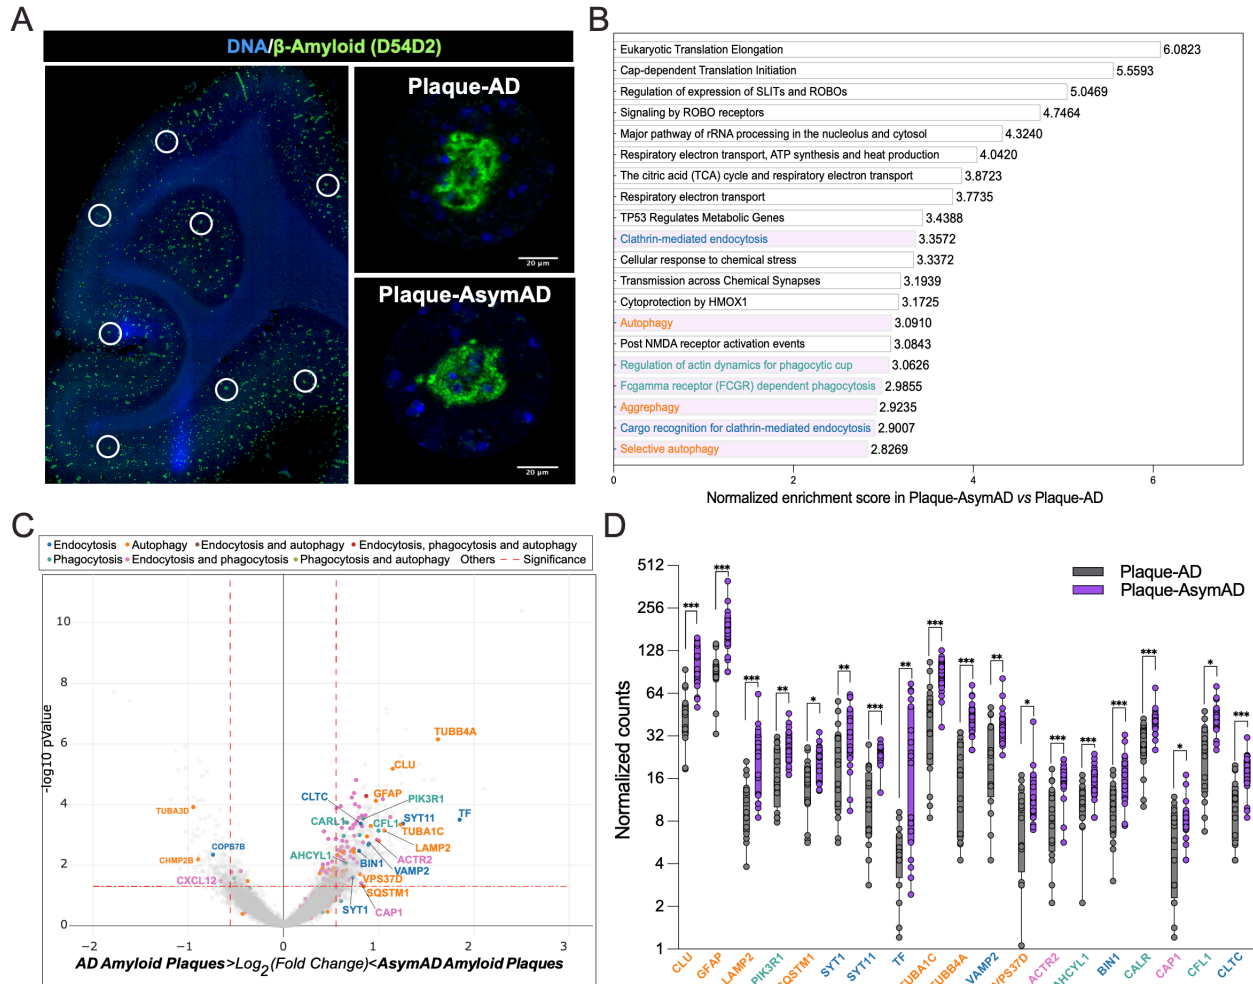 A
DNA/β-Amyloid (D54D2)
Plaque-AD
20 µm
Plaque-AsymAD
20 µm
B
Eukaryotic Translation Elongation 6.0823
Cap-dependent Translation Initiation 5.5593
Regulation of expression of SLITs and ROBOs 5.0469
Signaling by ROBO receptors 4.7464
Major pathway of rRNA processing in the nucleolus and cytosol 4.3240
Respiratory electron transport, ATP synthesis and heat production 4.0420
The citric acid (TCA) cycle and respiratory electron transport 3.8723
Respiratory electron transport 3.7735
TP53 Regulates Metabolic Genes 3.4388
Clathrin-mediated endocytosis 3.3572
Cellular response to chemical stress 3.3372
Transmission across Chemical Synapses 3.1939
Cytoprotection by HMOX1 3.1725
Autophagy 3.0910
Post NMDA receptor activation events 3.0843
Regulation of actin dynamics for phagocytic cup 3.0626
Fcgamma receptor (FCGR) dependent phagocytosis 2.9855
Aggrephagy 2.9235
Cargo recognition for clathrin-mediated endocytosis 2.9007
Selective autophagy 2.8269
0 2 4 6
Normalized enrichment score in Plaque-AsymAD vs Plaque-AD
C
Endocytosis Autophagy Endocytosis and autophagy Endocytosis, phagocytosis and autophagy
Phagocytosis Endocytosis and phagocytosis Phagocytosis and autophagy Others Significance
-log10 pValue
10
8
6
4
2
0
TUBB4A
CLU
GFAP
CLTC
PIK3R1
TUBA3D
CARL1
CFL1
SYT11
TF
TUBA1C
LAMP2
COPS7B
CHMP2B
AHCYL1
BIN1
ACTR2
VAMP2
CXCL12
VPS37D
SQSTM1
SYT1
CAP1
−2 −1 0 1 2 3
AD Amyloid Plaques>Log2(Fold Change)<AsymAD Amyloid Plaques
D
Plaque-AD
Plaque-AsymAD
Normalized counts
512
256
128
64
32
16
8
4
2
1
*** *** *** ** * ** *** ** *** *** ** * *** *** *** *** * * ***
CLU GFAP LAMP2 PIK3R1 SQSTM1 SYT1 SYT11 TF TUBA1C TUBB4A VAMP2 VPS37D ACTR2 AHCYL1 BIN1 CALR CAP1 CFL1 CLTC